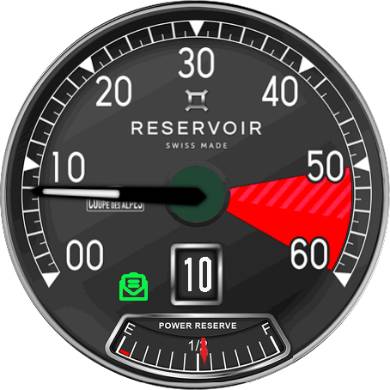 30
20 40
RESERVOIR
SWISS MADE
10 50
COUPE DES ALPES
00 60
10
POWER RESERVE
E F
1/2